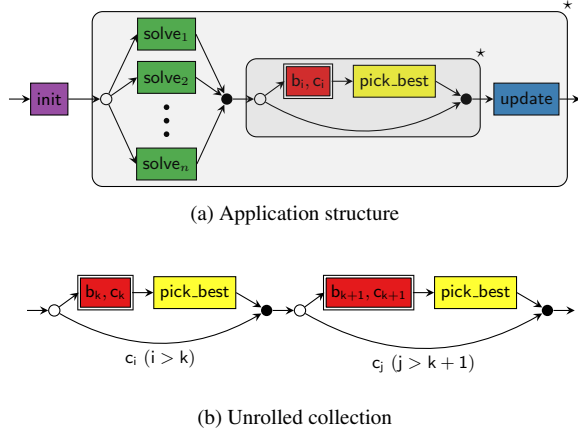 ⋆
solve₁
⋆
solve₂
init
bᵢ, cᵢ
pick_best
update
solveₙ
(a) Application structure
bₖ, cₖ
pick_best
bₖ₊₁, cₖ₊₁
pick_best
cᵢ (i > k)
cⱼ (j > k + 1)
(b) Unrolled collection